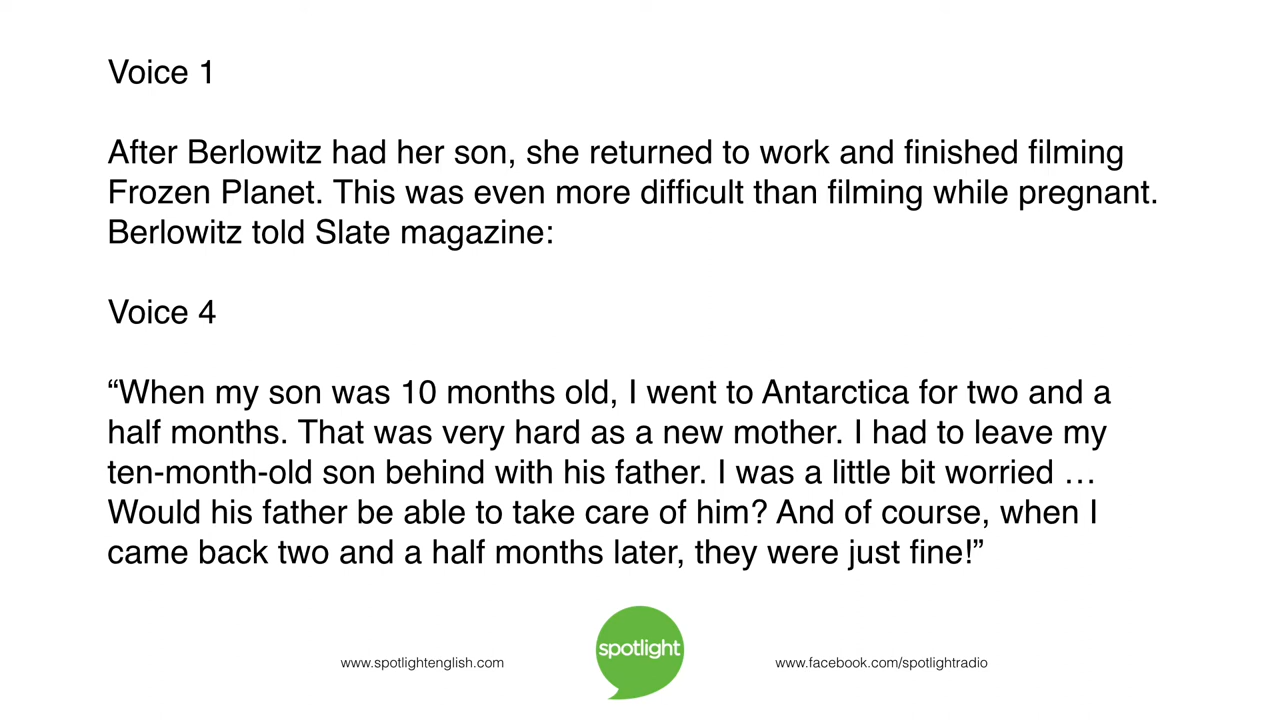 Voice 1
After Berlowitz had her son, she returned to work and finished filming
Frozen Planet. This was even more difficult than filming while pregnant.
Berlowitz told Slate magazine:
Voice 4
“When my son was 10 months old, I went to Antarctica for two and a
half months. That was very hard as a new mother. I had to leave my
ten-month-old son behind with his father. I was a little bit worried …
Would his father be able to take care of him? And of course, when I
came back two and a half months later, they were just fine!”
www.spotlightenglish.com
spotlight
www.facebook.com/spotlightradio